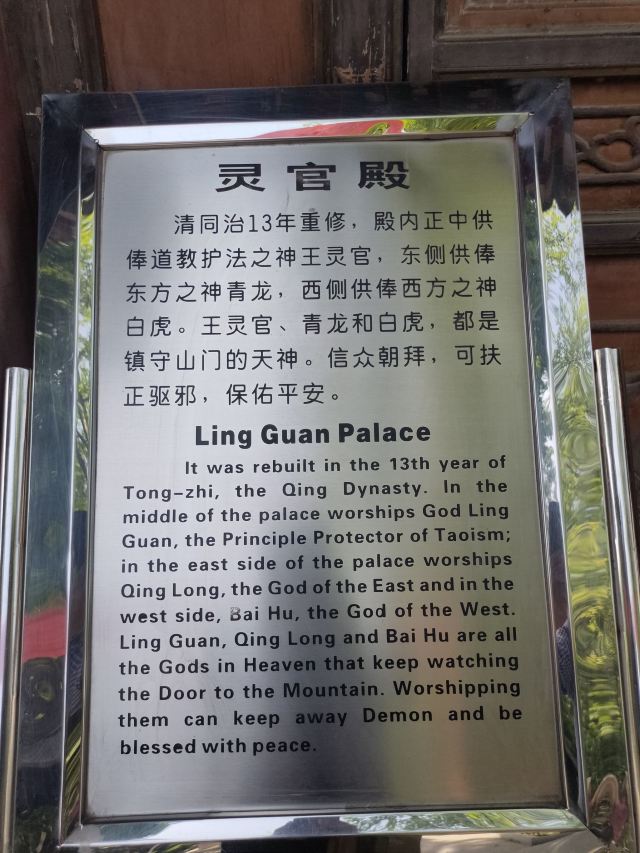 灵官殿
清同治13年重修，殿内正中供
俸道教护法之神王灵官，东侧供俸
东方之神青龙，西侧供俸西方之神
白虎。王灵官、青龙和白虎，都是
镇守山门的天神。信众朝拜，可扶
正驱邪，保佑平安。
Ling Guan Palace
It was rebuilt in the 13th year of
Tong-zhi, the Qing Dynasty. In the
middle of the palace worships God Ling
Guan, the Principle Protector of Taoism;
in the east side of the palace worships
Qing Long, the God of the East and in the
west side, Bai Hu, the God of the West.
Ling Guan, Qing Long and Bai Hu are all
the Gods in Heaven that keep watching
the Door to the Mountain. Worshipping
them can keep away Demon and be
blessed with peace.